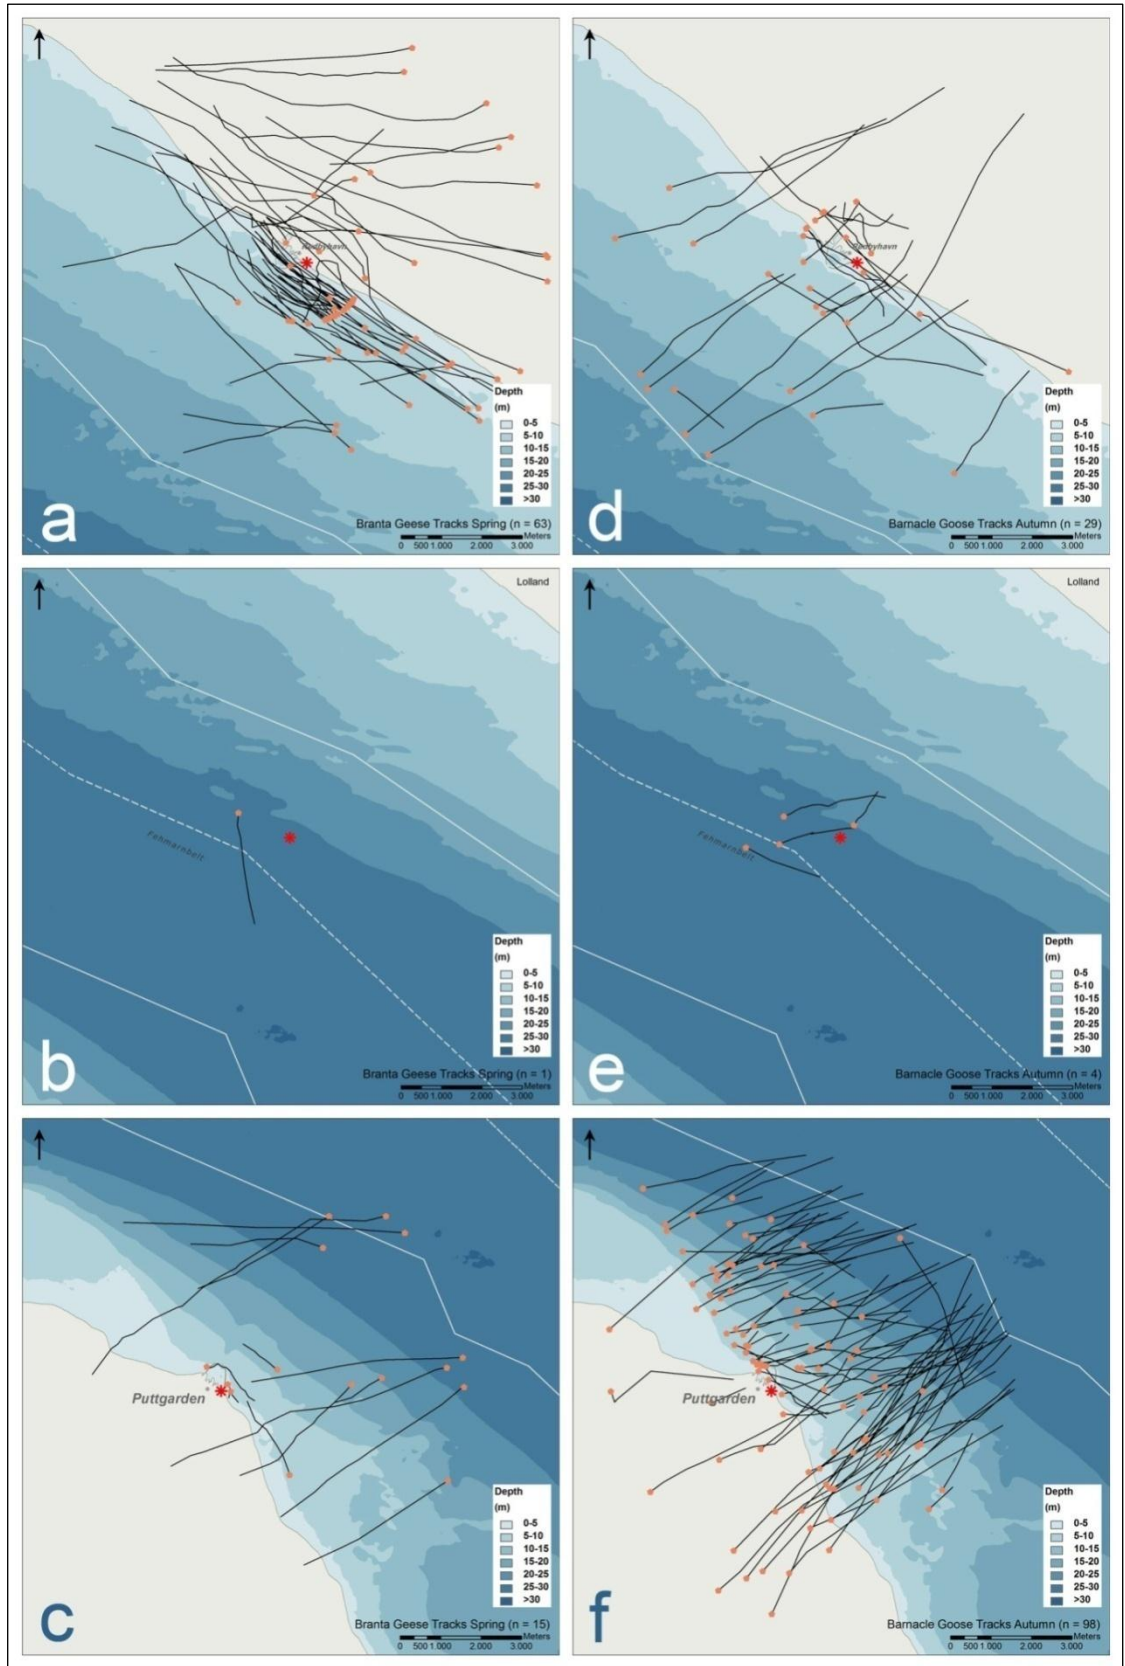 Rødbyhavn
Depth
(m)
0-5
5-10
10-15
15-20
20-25
25-30
>30
a
Branta Geese Tracks Spring (n = 63)
Meters
0 500 1.000 2.000 3.000
Rødbyhavn
Depth
(m)
0-5
5-10
10-15
15-20
20-25
25-30
>30
d
Barnacle Goose Tracks Autumn (n = 29)
Meters
0 500 1.000 2.000 3.000
Lolland
Fehmarnbelt
Depth
(m)
0-5
5-10
10-15
15-20
20-25
25-30
>30
b
Branta Geese Tracks Spring (n = 1)
Meters
0 500 1.000 2.000 3.000
Lolland
Fehmarnbelt
Depth
(m)
0-5
5-10
10-15
15-20
20-25
25-30
>30
e
Barnacle Goose Tracks Autumn (n = 4)
Meters
0 500 1.000 2.000 3.000
Puttgarden
Depth
(m)
0-5
5-10
10-15
15-20
20-25
25-30
>30
c
Branta Geese Tracks Spring (n = 15)
Meters
0 500 1.000 2.000 3.000
Puttgarden
Depth
(m)
0-5
5-10
10-15
15-20
20-25
25-30
>30
f
Barnacle Goose Tracks Autumn (n = 98)
Meters
0 500 1.000 2.000 3.000